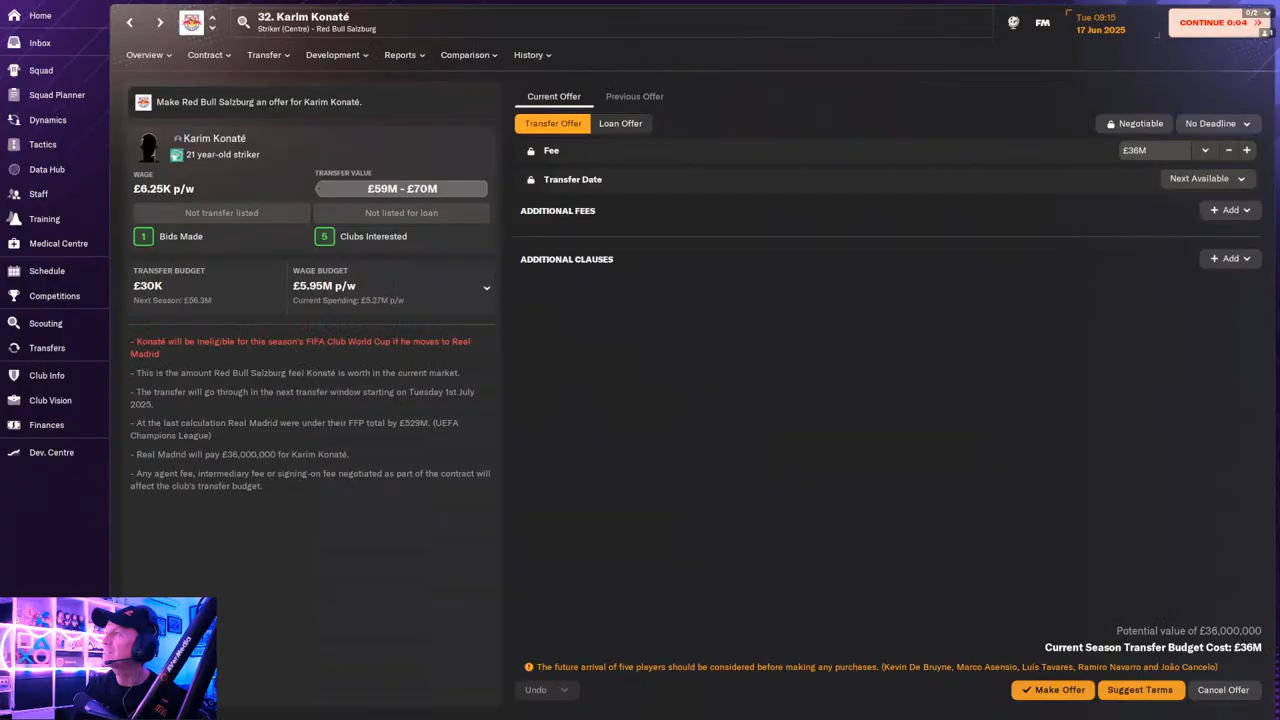 Home
Inbox
Squad
Squad Planner
Dynamics
Tactics
Data Hub
Staff
Training
Medical Centre
Schedule
Competitions
Scouting
Transfers
Club Info
Club Vision
Finances
Dev. Centre
32. Karim Konaté
Striker (Centre) - Red Bull Salzburg
FM
Tue 09:15
17 Jun 2025
CONTINUE 0:04
0/2
1
Overview
Contract
Transfer
Development
Reports
Comparison
History
Make Red Bull Salzburg an offer for Karim Konaté.
Karim Konaté
21 year-old striker
WAGE
£6.25K p/w
TRANSFER VALUE
£59M - £70M
Not transfer listed
Not listed for loan
1 Bids Made
5 Clubs Interested
TRANSFER BUDGET
£30K
Next Season: £56.3M
WAGE BUDGET
£5.95M p/w
Current Spending: £5.27M p/w
- Konaté will be ineligible for this season's FIFA Club World Cup if he moves to Real
Madrid
- This is the amount Red Bull Salzburg feel Konaté is worth in the current market.
- The transfer will go through in the next transfer window starting on Tuesday 1st July
2025.
- At the last calculation Real Madrid were under their FFP total by £529M. (UEFA
Champions League)
- Real Madrid will pay £36,000,000 for Karim Konaté.
- Any agent fee, intermediary fee or signing-on fee negotiated as part of the contract will
affect the club's transfer budget.
Current Offer
Previous Offer
Transfer Offer
Loan Offer
Negotiable
No Deadline
Fee
£36M
Transfer Date
Next Available
ADDITIONAL FEES
+ Add
ADDITIONAL CLAUSES
+ Add
Potential value of £36,000,000
Current Season Transfer Budget Cost: £36M
The future arrival of five players should be considered before making any purchases. (Kevin De Bruyne, Marco Asensio, Luís Tavares, Ramiro Navarro and João Cancelo)
Undo
Make Offer
Suggest Terms
Cancel Offer